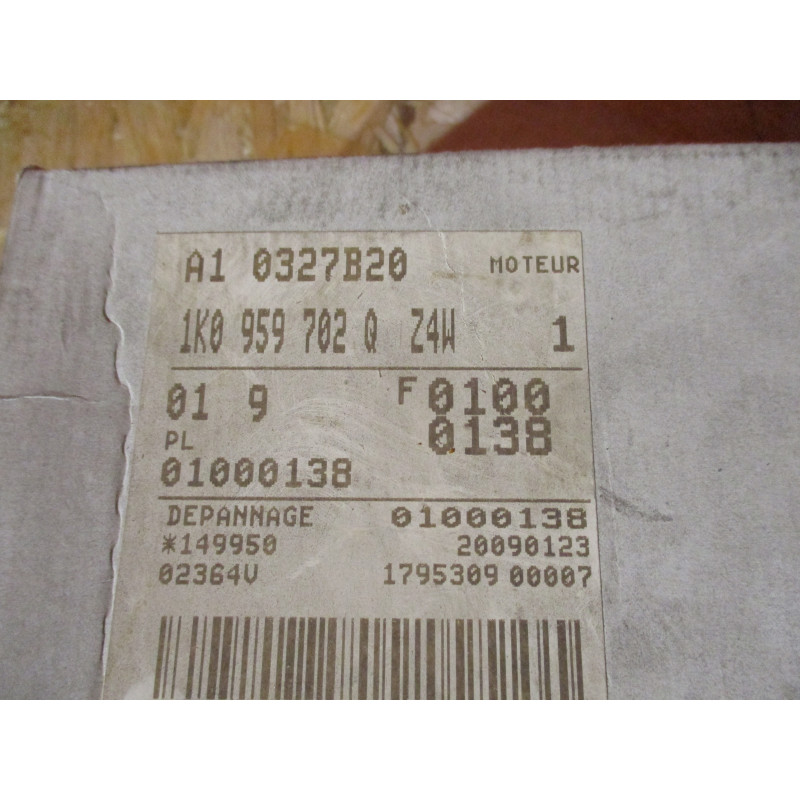 A1 0327B20 MOTEUR
1K0 959 702 Q Z4W 1
01 9 F 0100
0138
PL
01000138
DEPANNAGE 01000138
*149950 20090123
02364V 1795309 00007